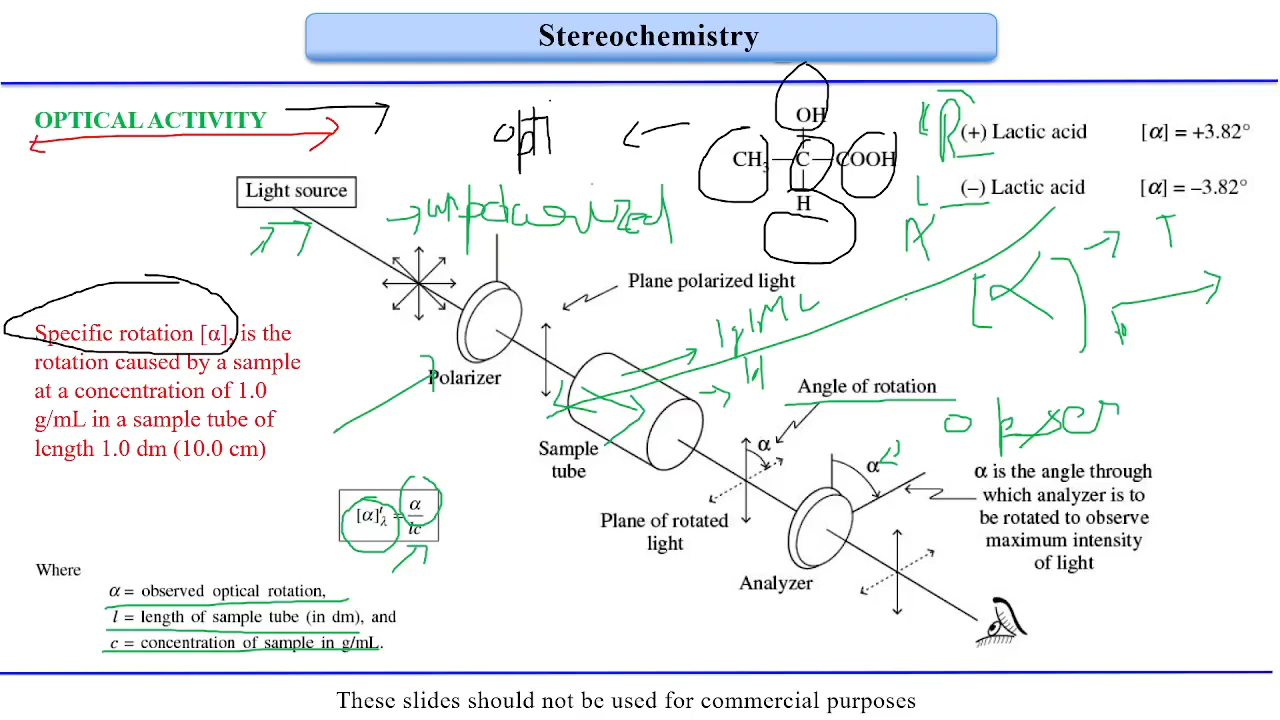 Stereochemistry
OPTICAL ACTIVITY
opti
OH
CH3—C—COOH
H
R
(+) Lactic acid [α] = +3.82°
L
(–) Lactic acid [α] = –3.82°
Light source
unpolarized
Plane polarized light
[α]
T
Specific rotation [α], is the
rotation caused by a sample
at a concentration of 1.0
g/mL in a sample tube of
length 1.0 dm (10.0 cm)
Polarizer
1g/ML
1d
Angle of rotation
Sample
tube
α
α
α is the angle through
which analyzer is to
be rotated to observe
maximum intensity
of light
Plane of rotated
light
Analyzer
[α]tλ = α/lc
Where
α = observed optical rotation,
l = length of sample tube (in dm), and
c = concentration of sample in g/mL.
These slides should not be used for commercial purposes